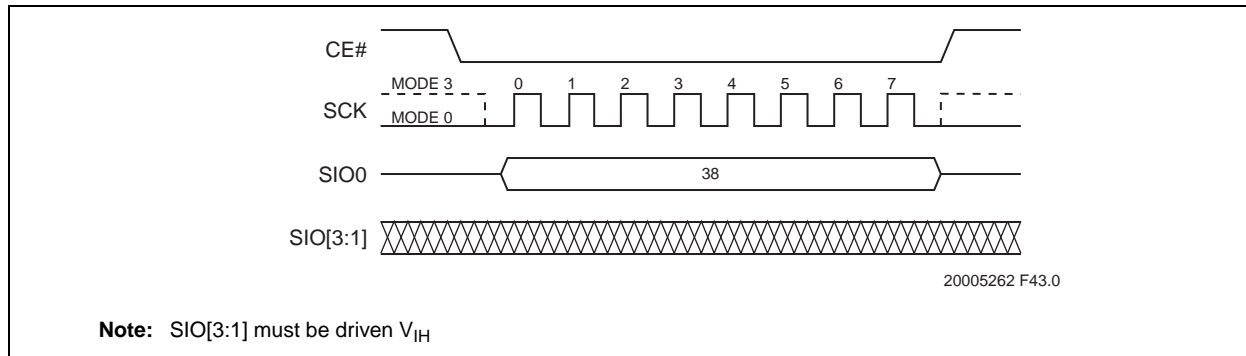 CE#
MODE 3 0 1 2 3 4 5 6 7
SCK
MODE 0
SIO0 38
SIO[3:1]
20005262 F43.0
Note: SIO[3:1] must be driven VIH